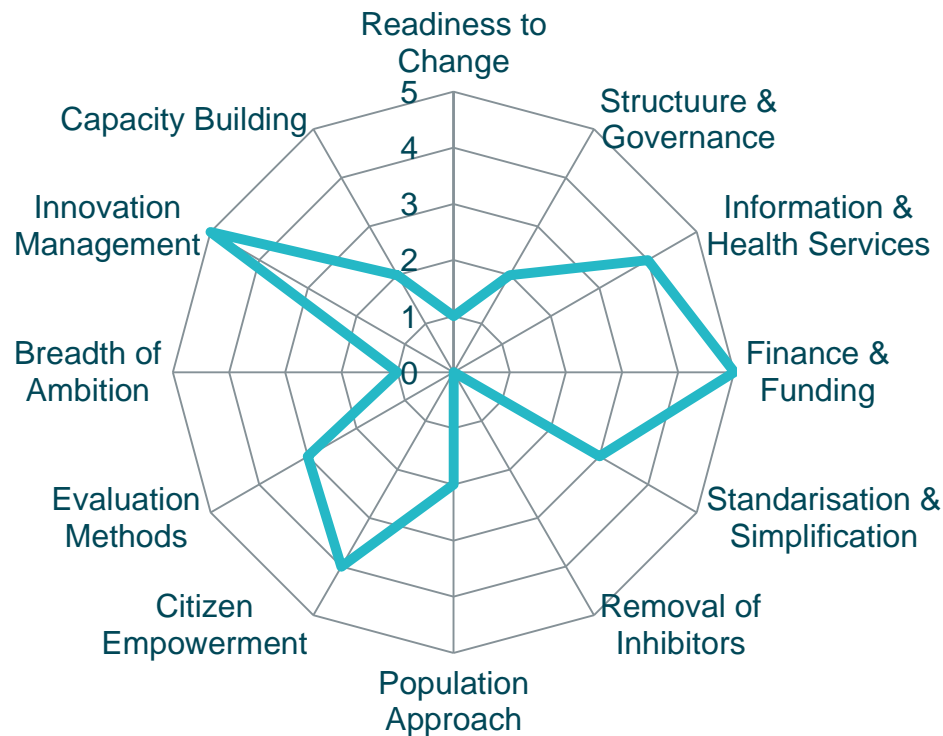 Readiness to
Change
Structuure &
Governance
Information &
Health Services
Finance &
Funding
Standarisation &
Simplification
Removal of
Inhibitors
Population
Approach
Citizen
Empowerment
Evaluation
Methods
Breadth of
Ambition
Innovation
Management
Capacity Building
5
4
3
2
1
0